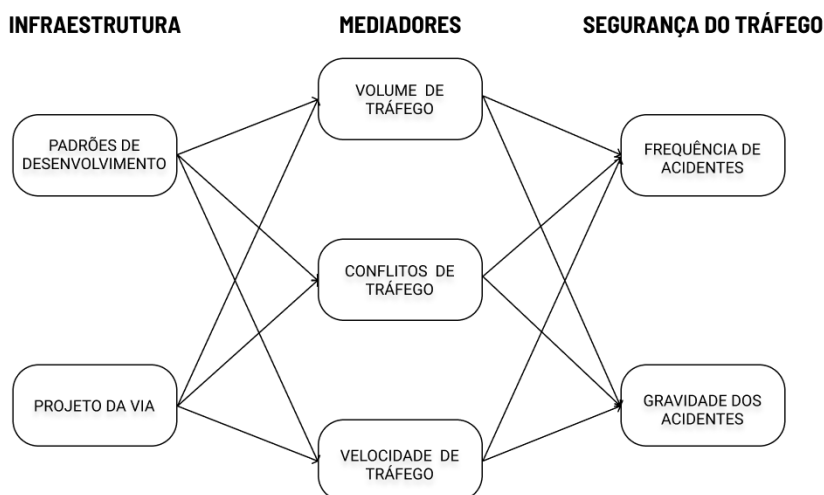 INFRAESTRUTURA
MEDIADORES
SEGURANÇA DO TRÁFEGO
PADRÕES DE
DESENVOLVIMENTO
PROJETO DA VIA
VOLUME DE
TRÁFEGO
CONFLITOS DE
TRÁFEGO
VELOCIDADE DE
TRÁFEGO
FREQUÊNCIA DE
ACIDENTES
GRAVIDADE DOS
ACIDENTES